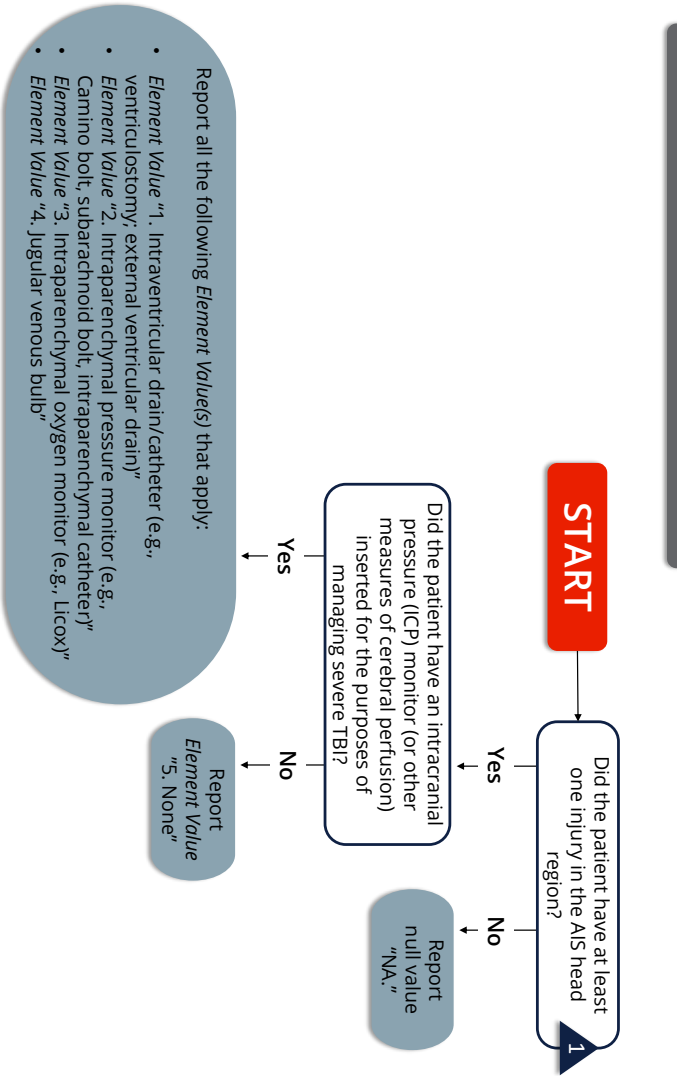 START
Did the patient have at least
one injury in the AIS head
region?
1
Yes
No
Did the patient have an intracranial
pressure (ICP) monitor (or other
measures of cerebral perfusion)
inserted for the purposes of
managing severe TBI?
Report
null value
“NA.”
Yes
No
Report all the following Element Value(s) that apply:
• Element Value “1. Intraventricular drain/catheter (e.g.,
ventriculostomy; external ventricular drain)”
• Element Value “2. Intraparenchymal pressure monitor (e.g.,
Camino bolt, subarachnoid bolt, intraparenchymal catheter)”
• Element Value “3. Intraparenchymal oxygen monitor (e.g., Licox)”
• Element Value “4. Jugular venous bulb”
Report
Element Value
“5. None”